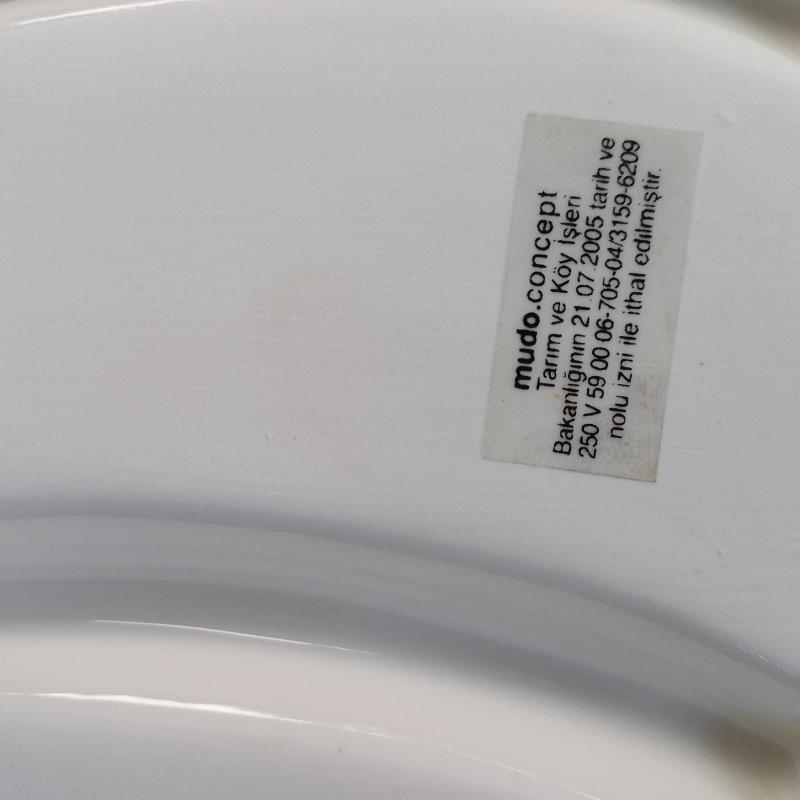 mudo.concept
Tarım ve Köy İşleri
Bakanlığının 21.07.2005 tarih ve
250 V 59 00 06-705-04/3159-6209
nolu izni ile ithal edilmiştir.